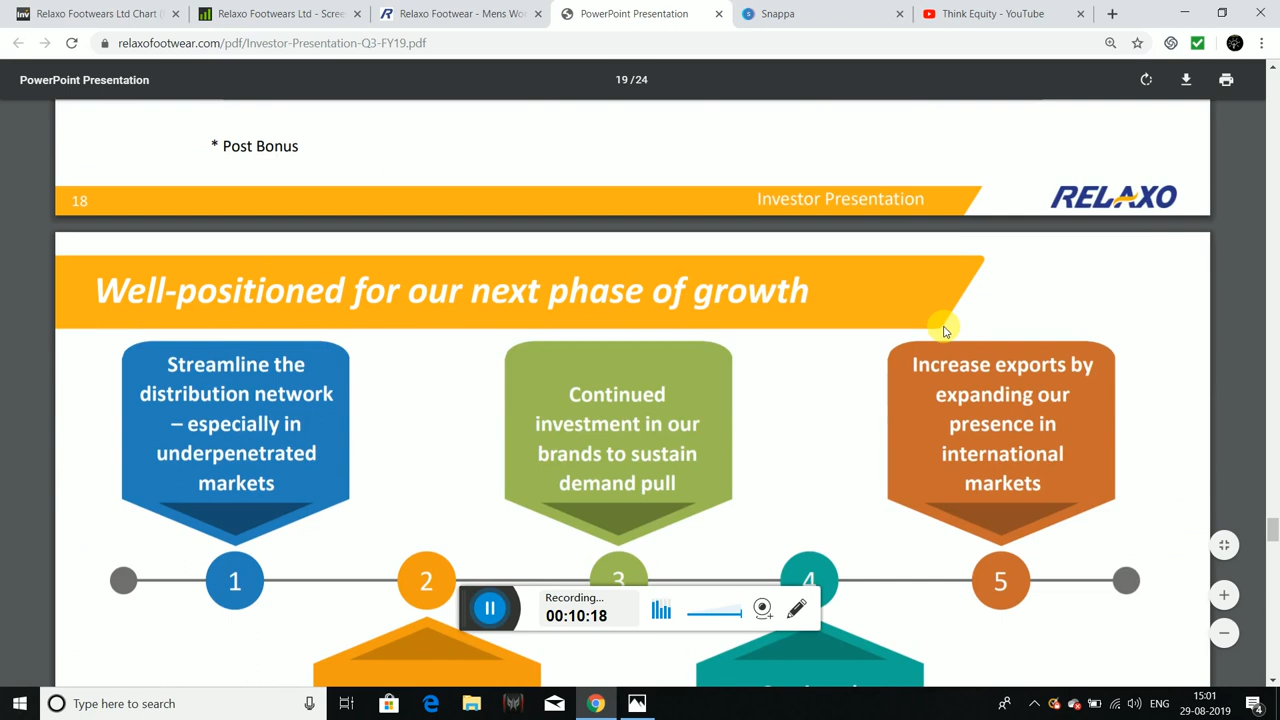 Relaxo Footwears Ltd Chart (
Relaxo Footwears Ltd - Scree
Relaxo Footwear - Mens Wo
PowerPoint Presentation
Snappa
Think Equity - YouTube
relaxofootwear.com/pdf/Investor-Presentation-Q3-FY19.pdf
PowerPoint Presentation
19 / 24
* Post Bonus
18
Investor Presentation
RELAXO
Well-positioned for our next phase of growth
Streamline the
distribution network
– especially in
underpenetrated
markets
Continued
investment in our
brands to sustain
demand pull
Increase exports by
expanding our
presence in
international
markets
1
2
3
4
5
Recording...
00:10:18
Type here to search
ENG
15:01
29-08-2019
4